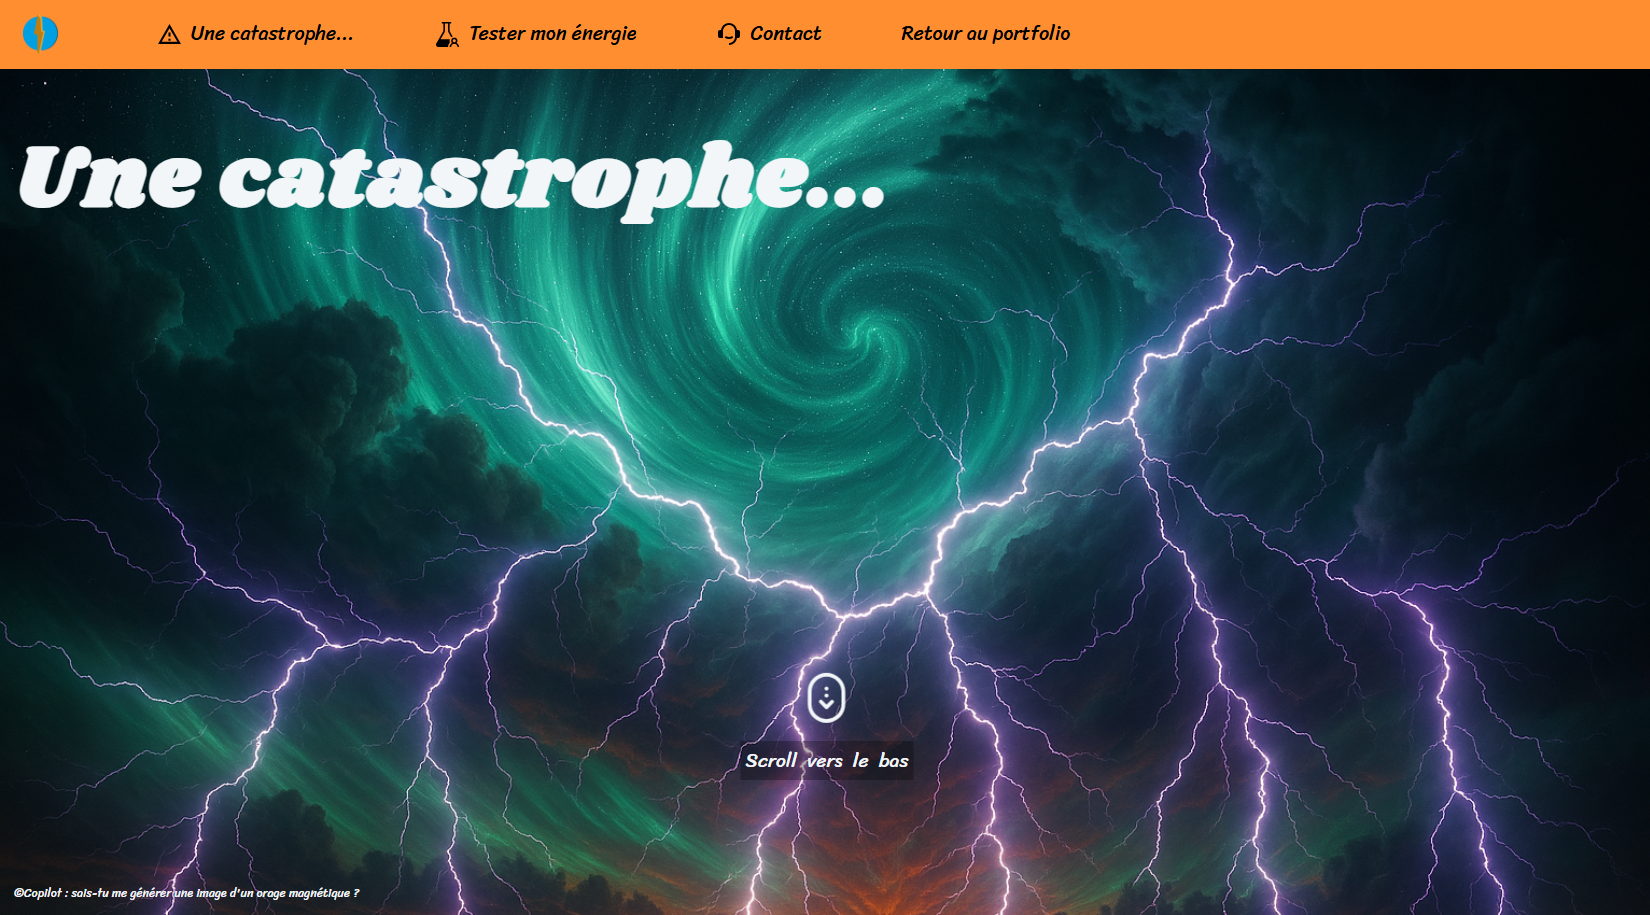 Une catastrophe... Tester mon énergie Contact Retour au portfolio
Une catastrophe...
Scroll vers le bas
©Copilot : sais-tu me générer une image d'un orage magnétique ?